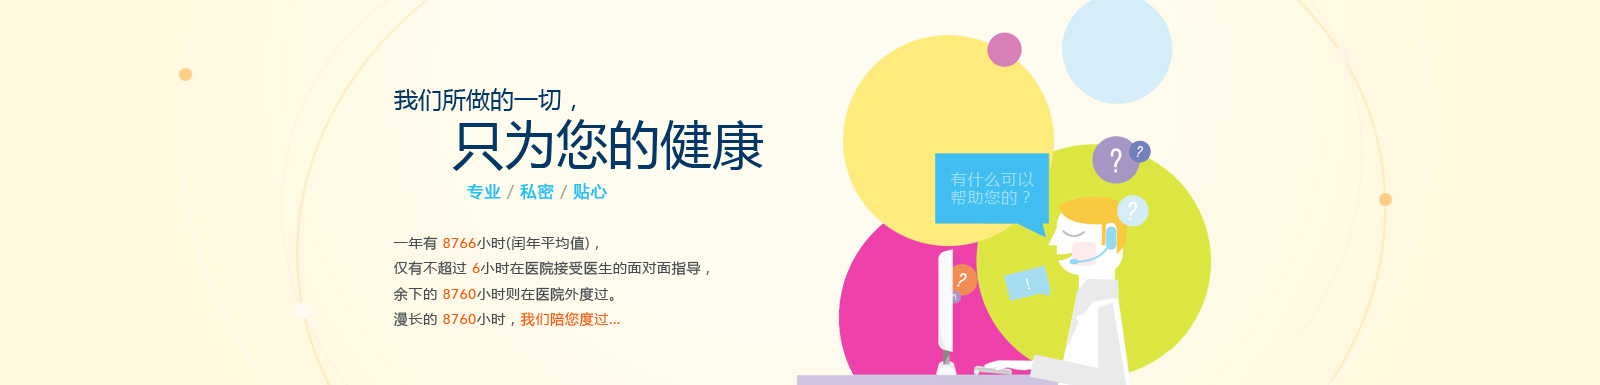 我们所做的一切，
只为您的健康
专业 / 私密 / 贴心
一年有 8766小时(闰年平均值)，
仅有不超过 6小时在医院接受医生的面对面指导，
余下的 8760小时则在医院外度过。
漫长的 8760小时，我们陪您度过...
有什么可以
帮助您的？
?
?
?
?
?
!